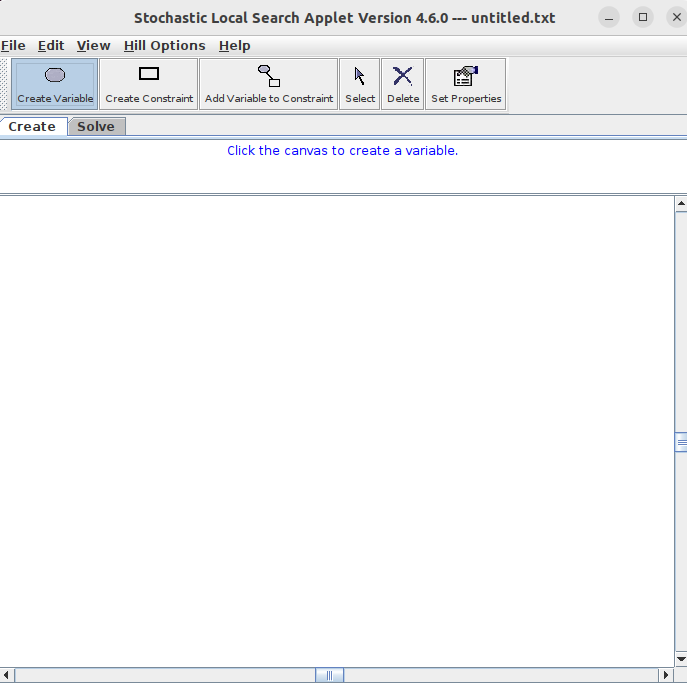 Stochastic Local Search Applet Version 4.6.0 --- untitled.txt
File Edit View Hill Options Help
Create Variable Create Constraint Add Variable to Constraint Select Delete Set Properties
Create Solve
Click the canvas to create a variable.